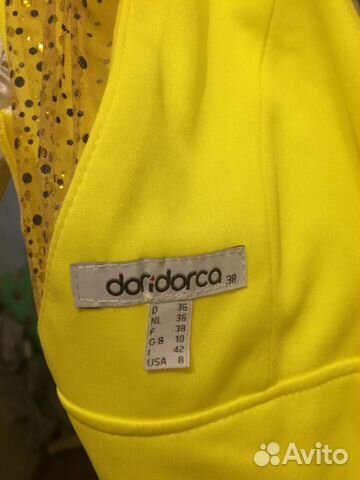 doridorca 38
D 36
NL 36
F 38
GB 10
I 42
USA 8
Avito